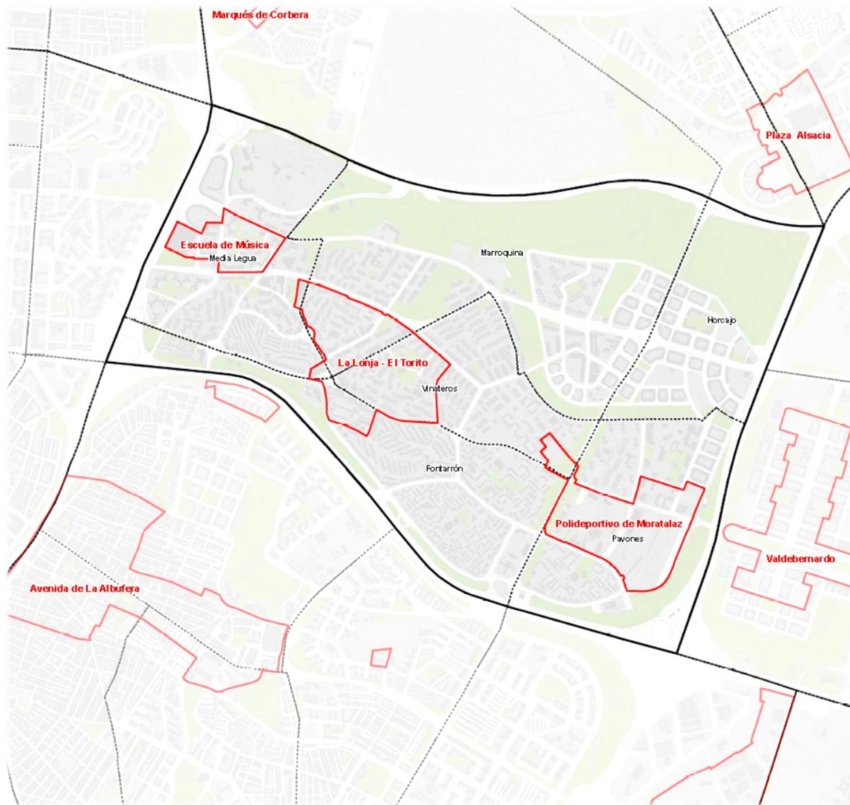 Marqués de Corbera
Plaza Alsacia
Escuela de Música
Media Legua
Marroquina
Horcajo
La Lonja - El Torito
Vinateros
Fontarrón
Polideportivo de Moratalaz
Pavones
Valdebernardo
Avenida de La Albufera